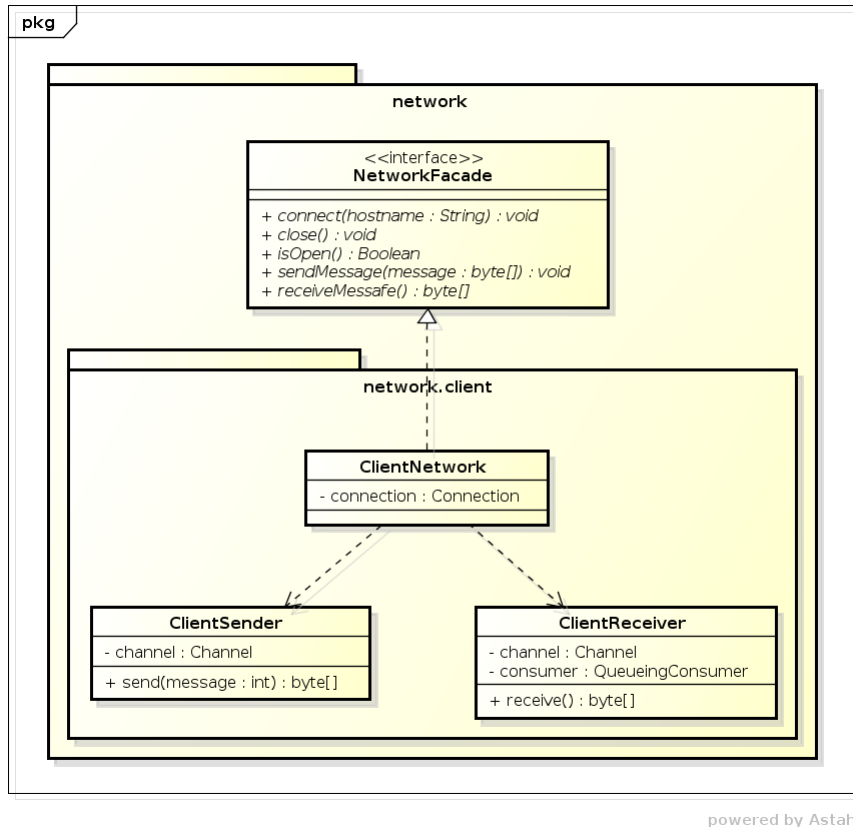 pkg
network
<<interface>>
NetworkFacade
+ connect(hostname : String) : void
+ close() : void
+ isOpen() : Boolean
+ sendMessage(message : byte[]) : void
+ receiveMessafe() : byte[]
network.client
ClientNetwork
- connection : Connection
ClientSender
- channel : Channel
+ send(message : int) : byte[]
ClientReceiver
- channel : Channel
- consumer : QueueingConsumer
+ receive() : byte[]
powered by Astah